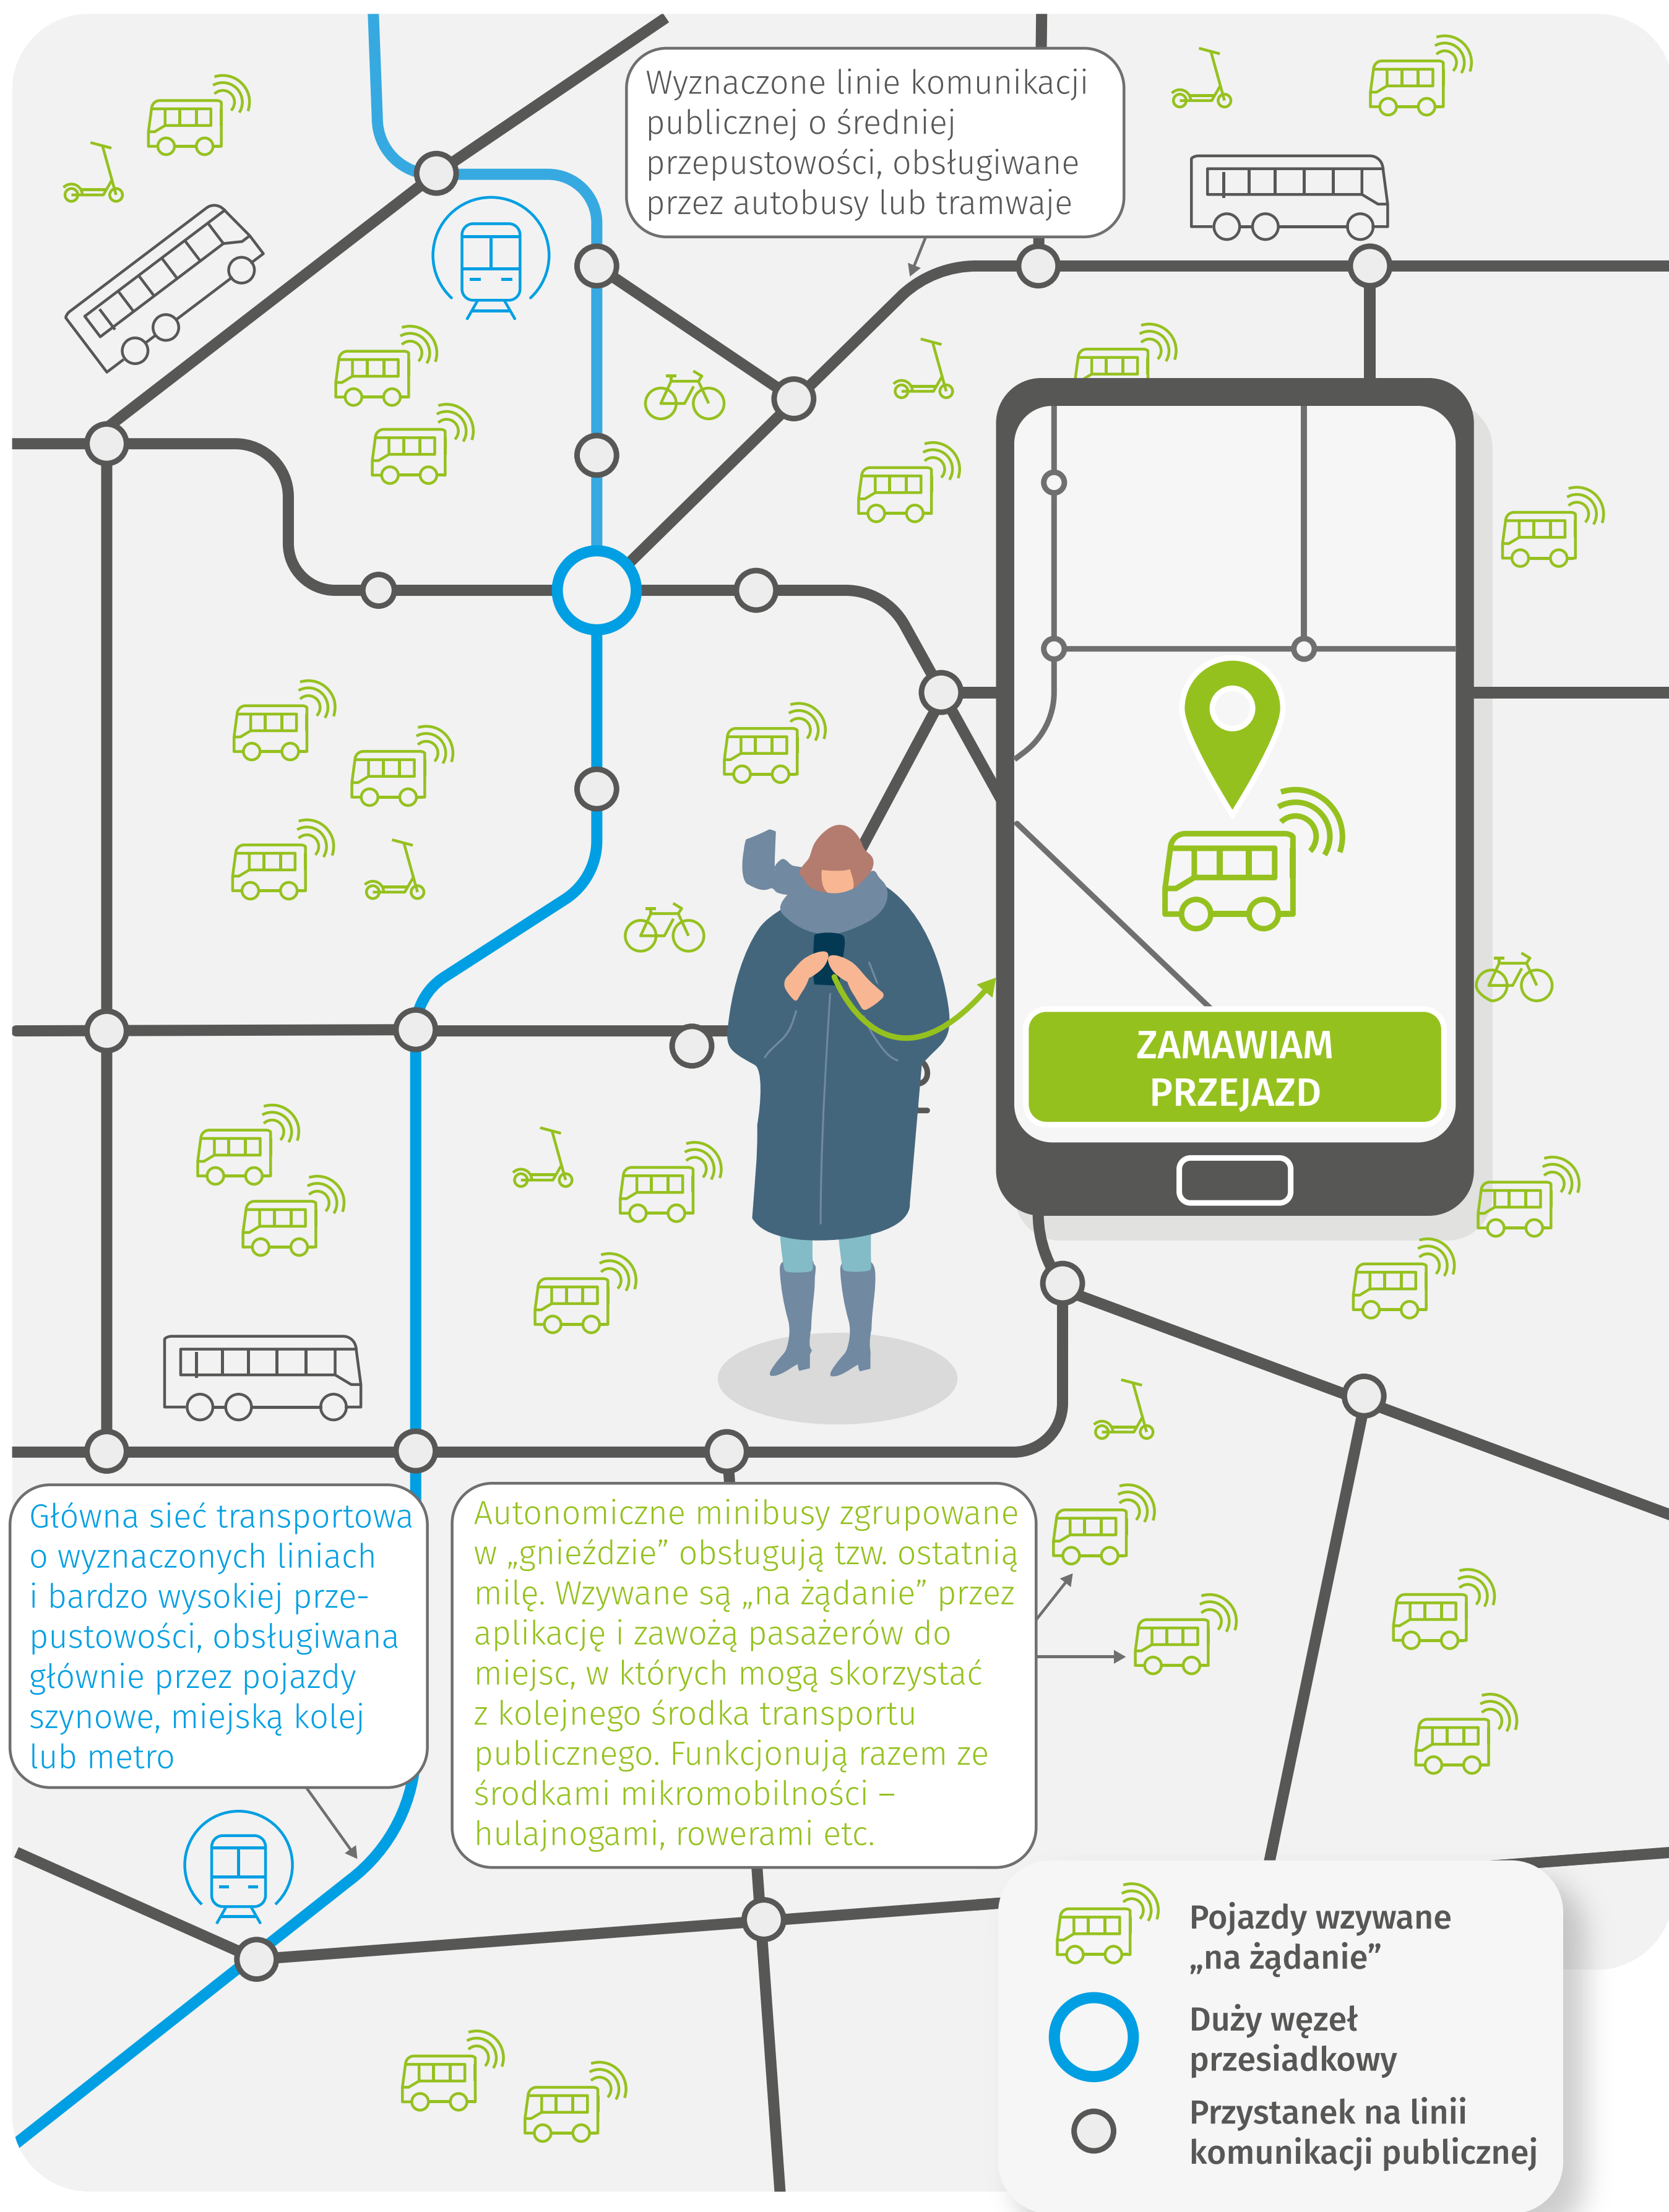 Wyznaczone linie komunikacji
publicznej o średniej
przepustowości, obsługiwane
przez autobusy lub tramwaje
ZAMAWIAM
PRZEJAZD
Główna sieć transportowa
o wyznaczonych liniach
i bardzo wysokiej prze-
pustowości, obsługiwana
głównie przez pojazdy
szynowe, miejską kolej
lub metro
Autonomiczne minibusy zgrupowane
w „gnieździe” obsługują tzw. ostatnią
milę. Wzywane są „na żądanie” przez
aplikację i zawożą pasażerów do
miejsc, w których mogą skorzystać
z kolejnego środka transportu
publicznego. Funkcjonują razem ze
środkami mikromobilności –
hulajnogami, rowerami etc.
Pojazdy wzywane
„na żądanie”
Duży węzeł
przesiadkowy
Przystanek na linii
komunikacji publicznej